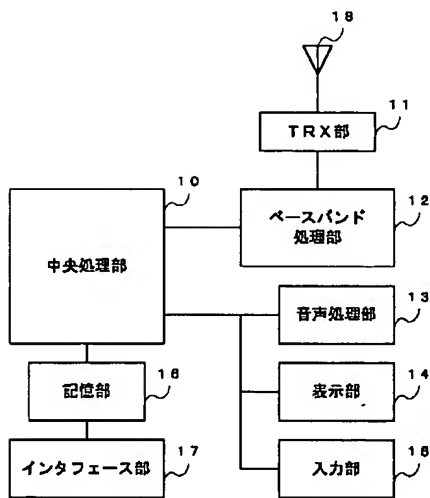 18
TRX部
11
10
ベースバンド
処理部
12
中央処理部
音声処理部
13
16
記憶部
表示部
14
インタフェース部
17
入力部
15